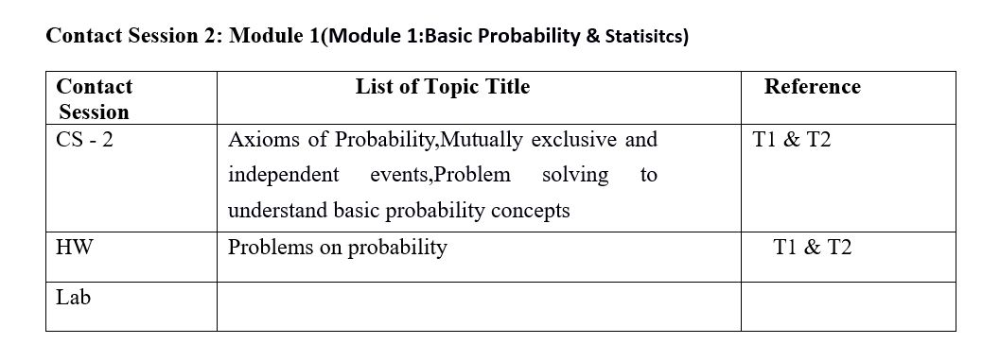 Contact Session 2: Module 1(Module 1:Basic Probability & Statisitcs)
Contact Session
List of Topic Title
Reference
CS - 2
Axioms of Probability,Mutually exclusive and
independent events,Problem solving to
understand basic probability concepts
T1 & T2
HW
Problems on probability
T1 & T2
Lab